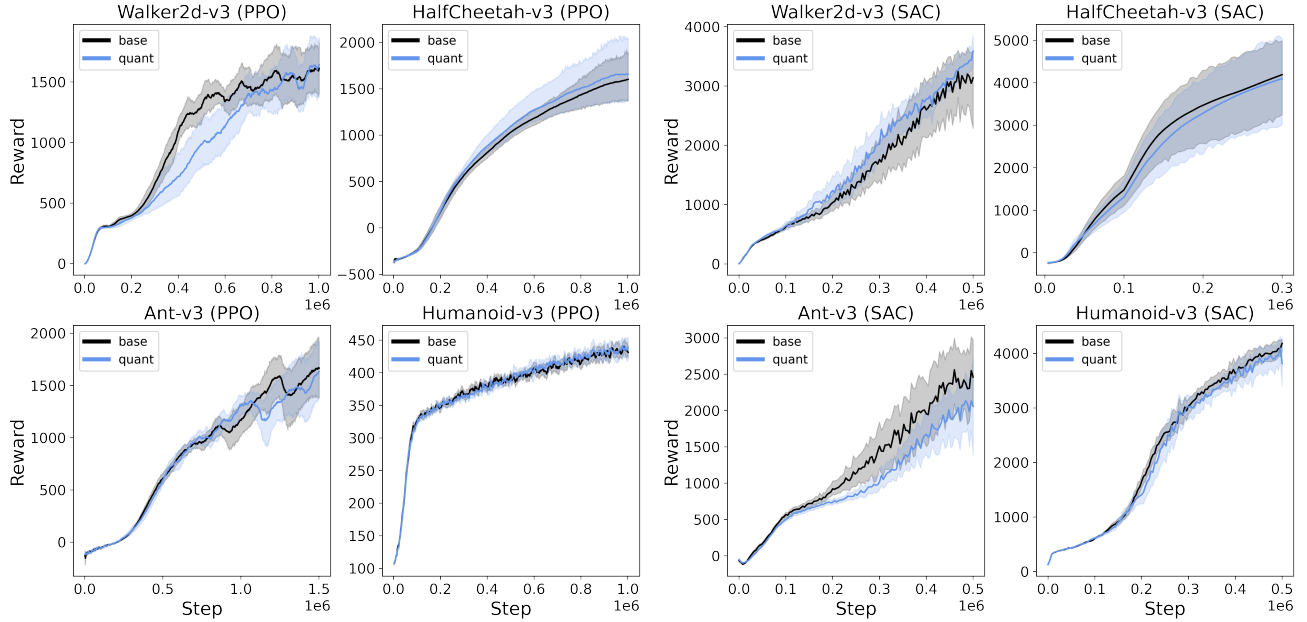 Walker2d-v3 (PPO)
base
quant
Reward
1500
1000
500
0
0.0 0.2 0.4 0.6 0.8 1.0
1e6
HalfCheetah-v3 (PPO)
base
quant
2000
1500
1000
500
0
−500
0.0 0.2 0.4 0.6 0.8 1.0
1e6
Walker2d-v3 (SAC)
base
quant
Reward
4000
3000
2000
1000
0
0.0 0.1 0.2 0.3 0.4 0.5
1e6
HalfCheetah-v3 (SAC)
base
quant
5000
4000
3000
2000
1000
0
0.0 0.1 0.2 0.3
1e6
Ant-v3 (PPO)
base
quant
Reward
2000
1500
1000
500
0
0.0 0.5 1.0 1.5
Step
1e6
Humanoid-v3 (PPO)
base
quant
450
400
350
300
250
200
150
100
0.0 0.2 0.4 0.6 0.8 1.0
Step
1e6
Ant-v3 (SAC)
base
quant
Reward
3000
2500
2000
1500
1000
500
0
0.0 0.1 0.2 0.3 0.4 0.5
Step
1e6
Humanoid-v3 (SAC)
base
quant
4000
3000
2000
1000
0
0.0 0.1 0.2 0.3 0.4 0.5
Step
1e6